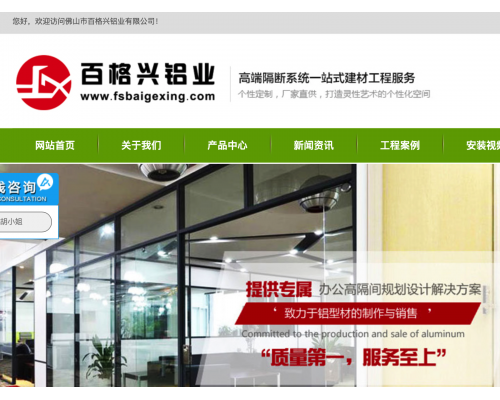 您好，欢迎访问佛山市百格兴铝业有限公司！
百格兴铝业
www.fsbaigexing.com
高端隔断系统一站式建材工程服务
个性定制，厂家直供，打造灵性艺术的个性化空间
网站首页 关于我们 产品中心 新闻资讯 工程案例 安装视频
线咨询
CONSULTATION
胡小姐
提供专属 办公高隔间规划设计解决方案
致力于铝型材的制作与销售
Committed to the production and sale of aluminum
“质量第一，服务至上”